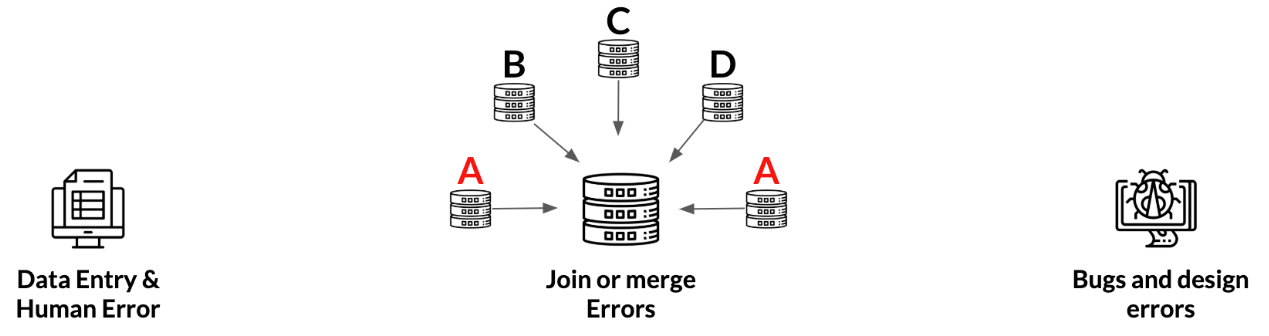 C
B
D
A
A
Data Entry &
Human Error
Join or merge
Errors
Bugs and design
errors